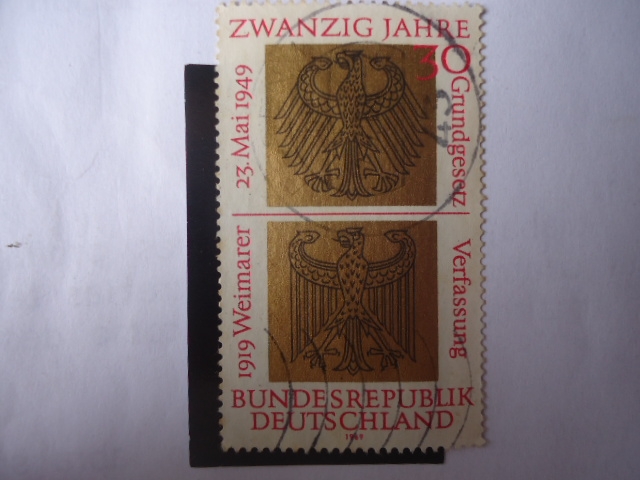 ZWANZIG JAHRE
30
23. Mai 1949
Grundgesetz
1919 Weimarer
Verfassung
BUNDESREPUBLIK
DEUTSCHLAND
1969